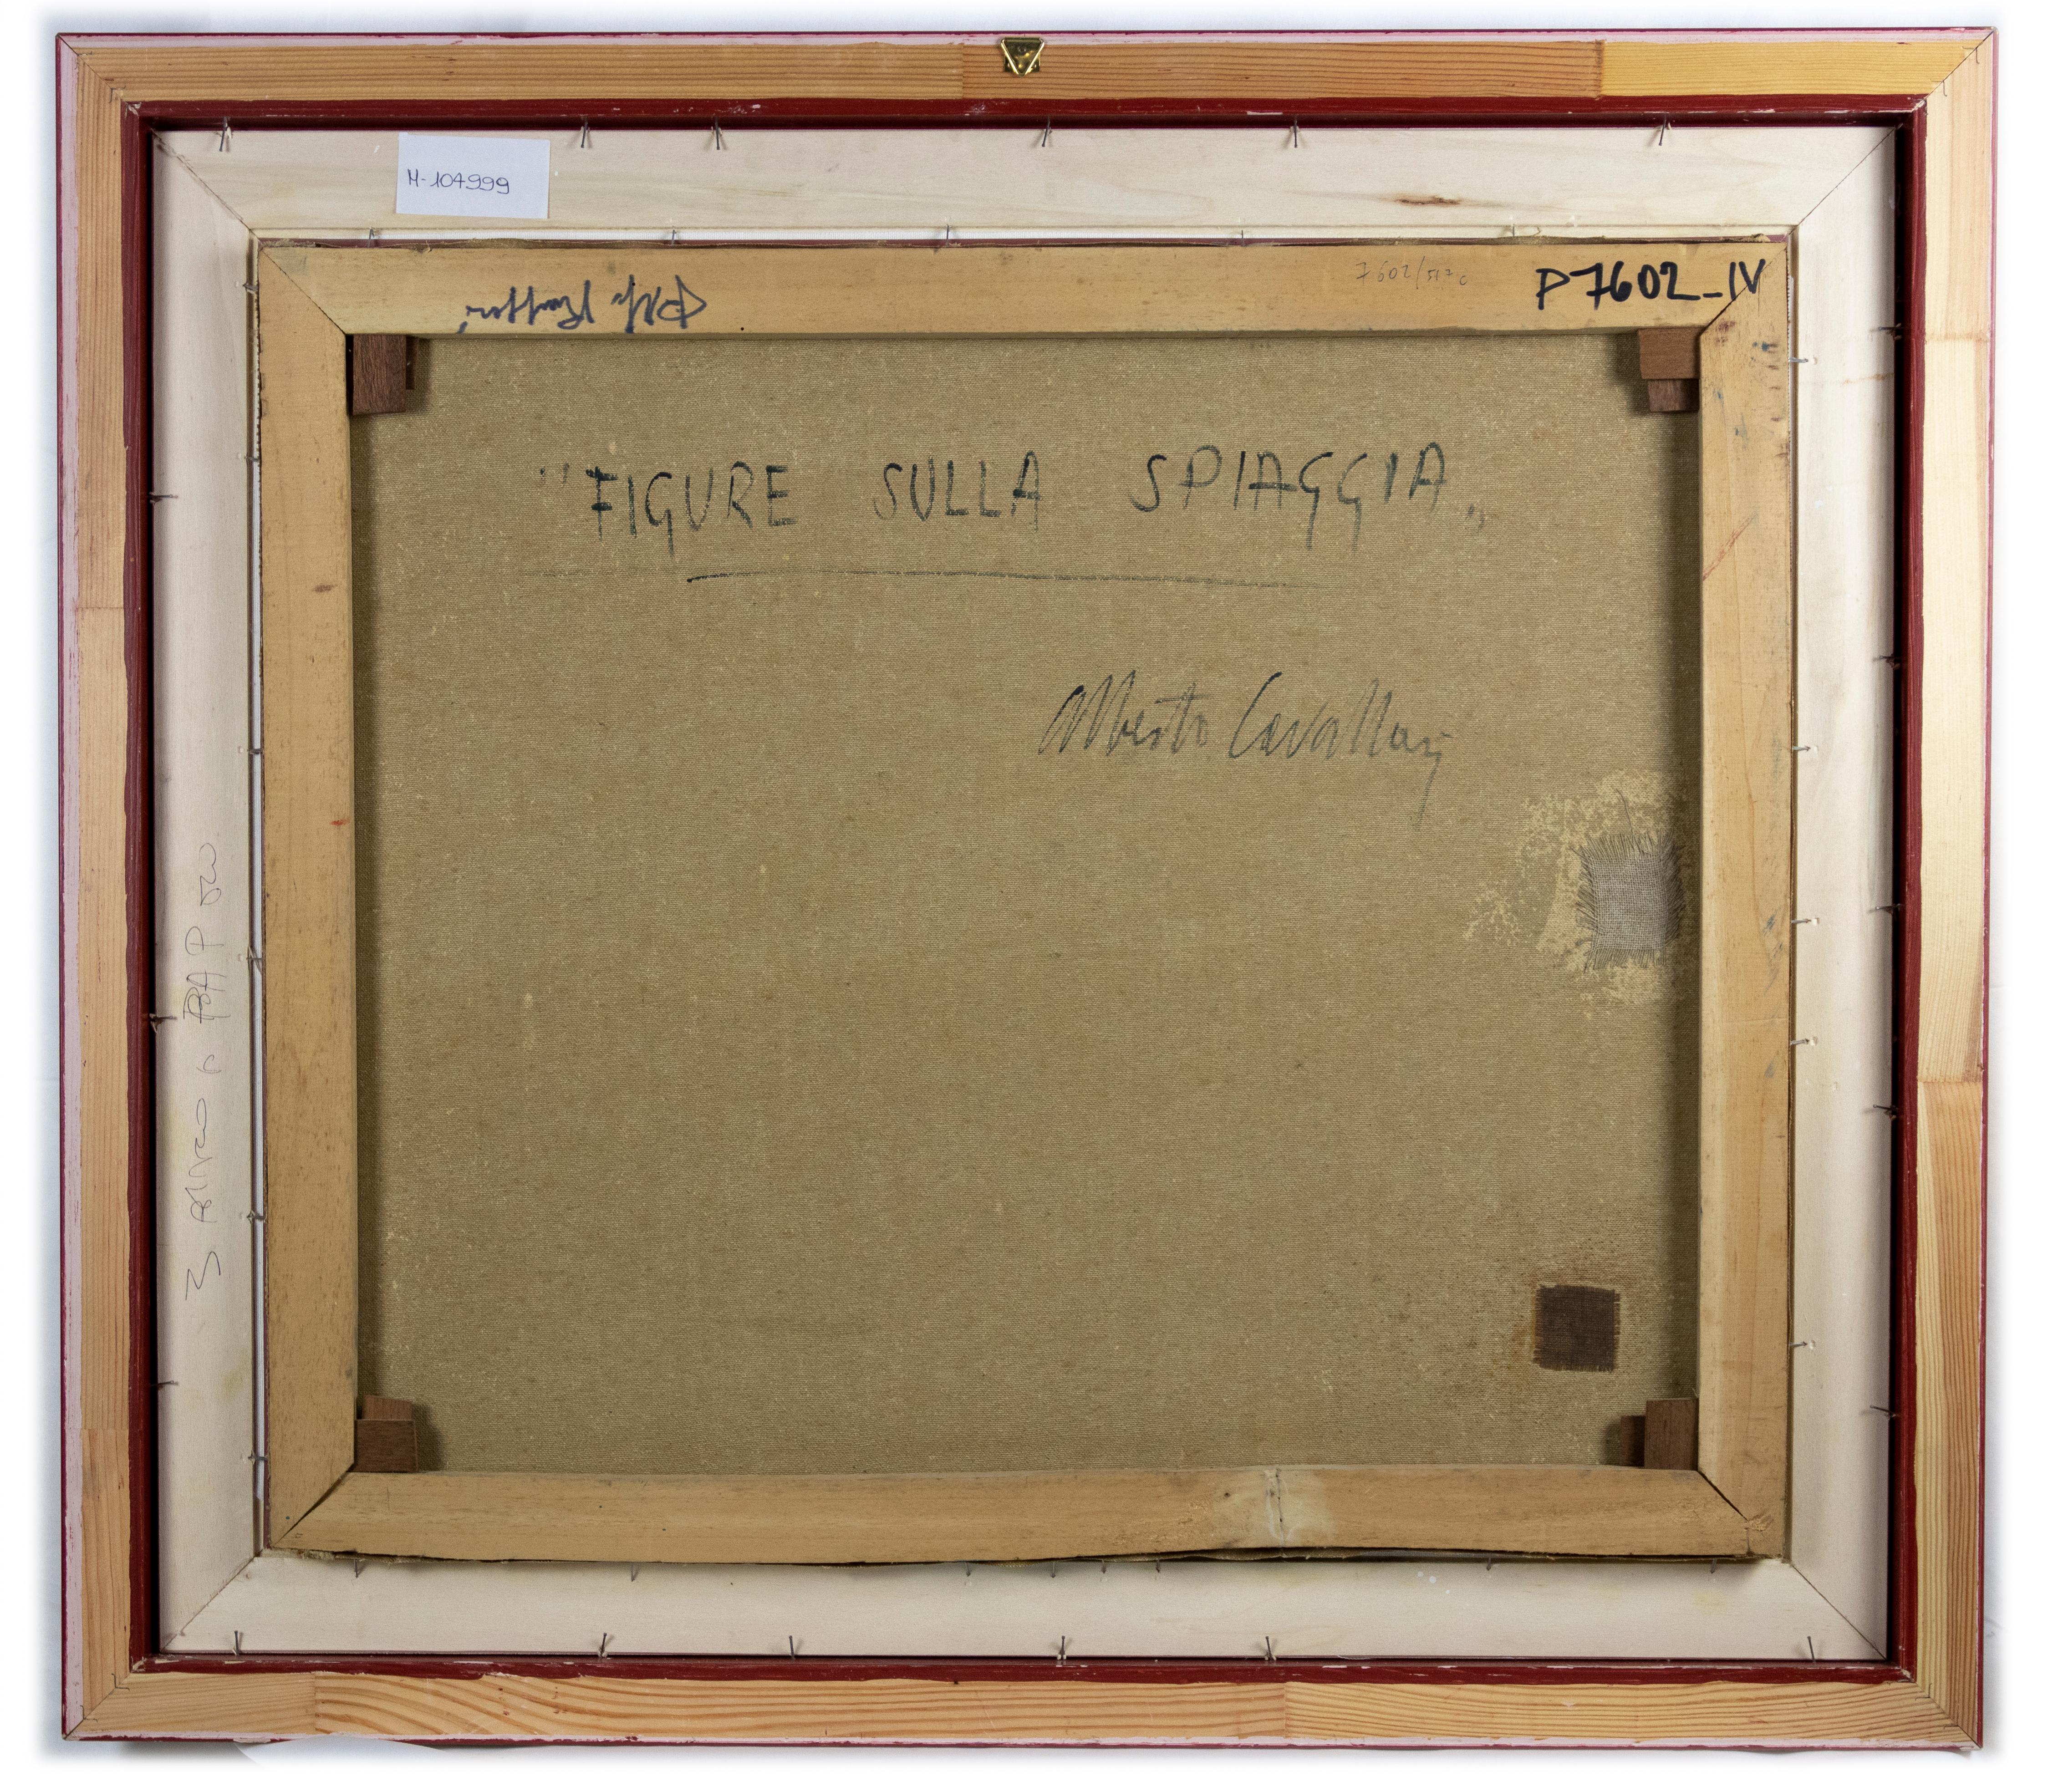 M-104999
7602/517c
P7602_IV
"FIGURE SULLA SPIAGGIA"
Alberto Cavallari